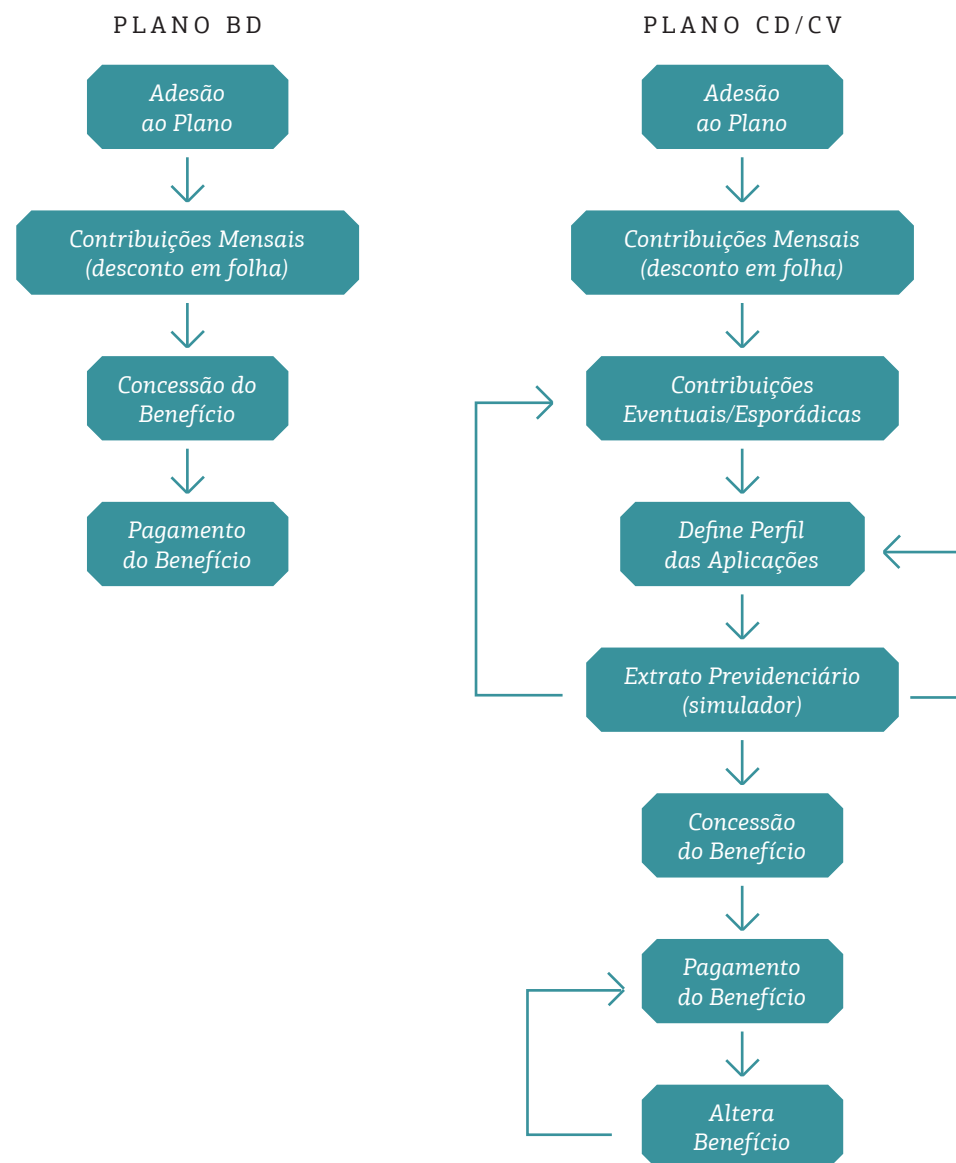 PLANO BD
Adesão
ao Plano
Contribuições Mensais
(desconto em folha)
Concessão do
Benefício
Pagamento
do Benefício
PLANO CD/CV
Adesão
ao Plano
Contribuições Mensais
(desconto em folha)
Contribuições
Eventuais/Esporádicas
Define Perfil
das Aplicações
Extrato Previdenciário
(simulador)
Concessão
do Benefício
Pagamento
do Benefício
Altera
Benefício